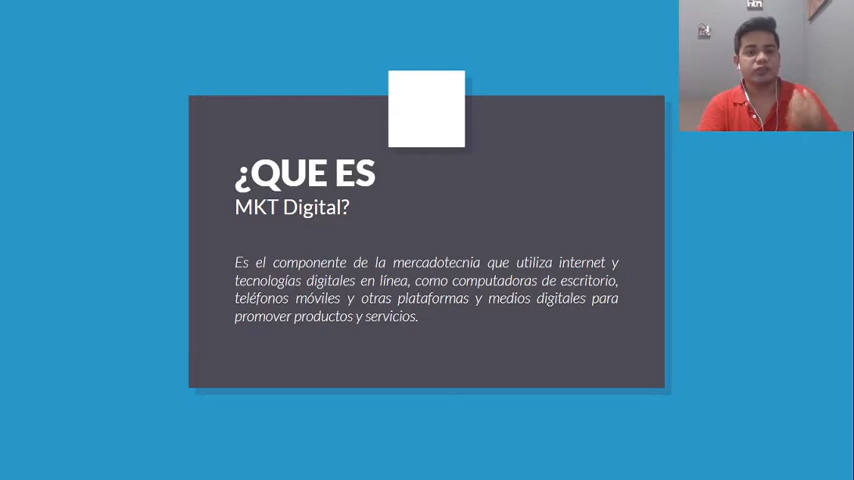 ¿QUE ES
MKT Digital?
Es el componente de la mercadotecnia que utiliza internet y
tecnologías digitales en línea, como computadoras de escritorio,
teléfonos móviles y otras plataformas y medios digitales para
promover productos y servicios.